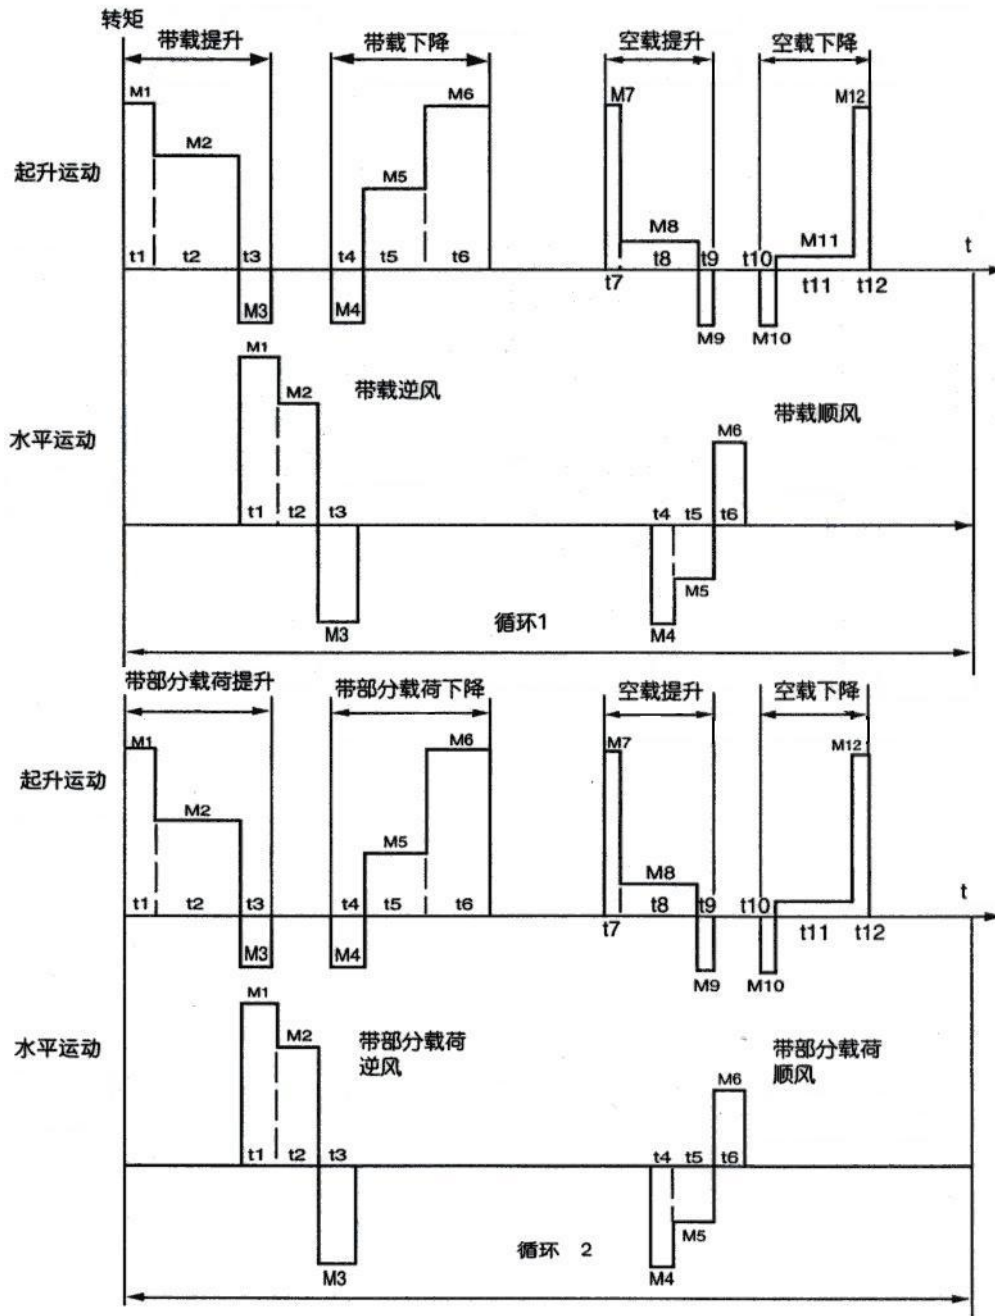 转矩
带载提升
带载下降
空载提升
空载下降
M1
M6
M7
M12
M2
起升运动
M5
M8
M11
t
t1
t2
t3
t4
t5
t6
t8
t9
t10
t7
t11
t12
M3
M4
M9
M10
M1
带载逆风
M2
带载顺风
水平运动
M6
t1
t2
t3
t4
t5
t6
M5
循环1
M3
M4
带部分载荷提升
带部分载荷下降
空载提升
空载下降
M1
M6
M7
M12
起升运动
M2
M5
M8
t
t1
t2
t3
t4
t5
t6
t8
t9
t10
t7
t11
t12
M3
M4
M9
M10
M1
水平运动
M2
带部分载荷
逆风
带部分载荷
顺风
M6
t1
t2
t3
t4
t5
t6
M5
循环 2
M3
M4